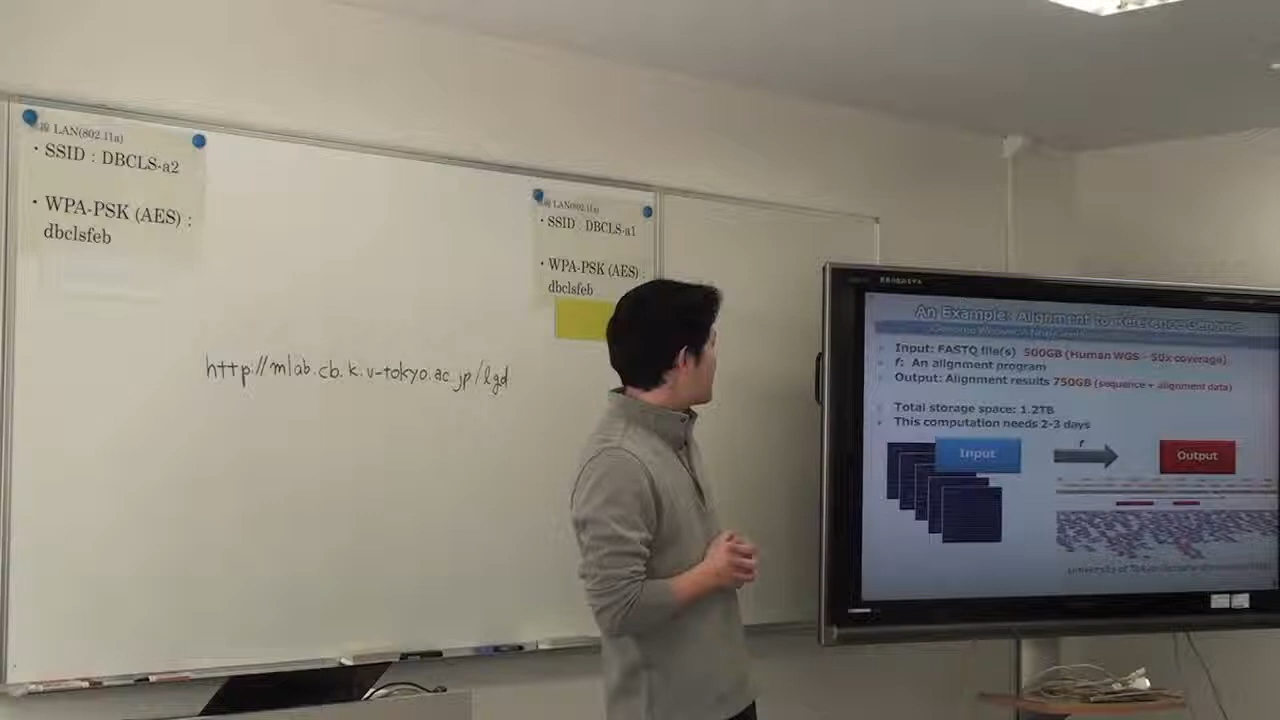 LAN(802.11a)
・SSID : DBCLS-a2
・WPA-PSK (AES) :
dbclsfeb
LAN(802.11a)
・SSID : DBCLS-a1
・WPA-PSK (AES) :
dbclsfeb
http://mlab.cb.k.u-tokyo.ac.jp/lgd
An Example: Alignment to Reference Genome
• Input: FASTQ file(s) 500GB (Human WGS - 50x coverage)
• f: An alignment program
• Output: Alignment results 750GB (sequence + alignment data)
• Total storage space: 1.2TB
• This computation needs 2-3 days
Input
f
Output
University of Tokyo